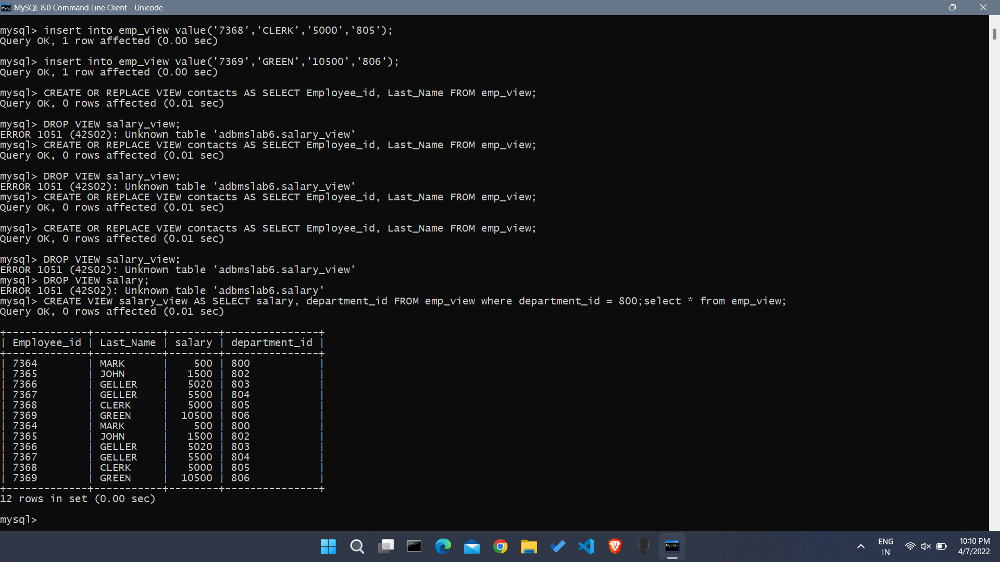 MySQL 8.0 Command Line Client - Unicode
mysql> insert into emp_view value('7368','CLERK','5000','805');
Query OK, 1 row affected (0.00 sec)
mysql> insert into emp_view value('7369','GREEN','10500','806');
Query OK, 1 row affected (0.00 sec)
mysql> CREATE OR REPLACE VIEW contacts AS SELECT Employee_id, Last_Name FROM emp_view;
Query OK, 0 rows affected (0.01 sec)
mysql> DROP VIEW salary_view;
ERROR 1051 (42S02): Unknown table 'adbmslab6.salary_view'
mysql> CREATE OR REPLACE VIEW contacts AS SELECT Employee_id, Last_Name FROM emp_view;
Query OK, 0 rows affected (0.01 sec)
mysql> DROP VIEW salary_view;
ERROR 1051 (42S02): Unknown table 'adbmslab6.salary_view'
mysql> CREATE OR REPLACE VIEW contacts AS SELECT Employee_id, Last_Name FROM emp_view;
Query OK, 0 rows affected (0.01 sec)
mysql> CREATE OR REPLACE VIEW contacts AS SELECT Employee_id, Last_Name FROM emp_view;
Query OK, 0 rows affected (0.01 sec)
mysql> DROP VIEW salary_view;
ERROR 1051 (42S02): Unknown table 'adbmslab6.salary_view'
mysql> DROP VIEW salary;
ERROR 1051 (42S02): Unknown table 'adbmslab6.salary'
mysql> CREATE VIEW salary_view AS SELECT salary, department_id FROM emp_view where department_id = 800;select * from emp_view;
Query OK, 0 rows affected (0.01 sec)
+-------------+-----------+--------+---------------+
| Employee_id | Last_Name | salary | department_id |
+-------------+-----------+--------+---------------+
| 7364        | MARK      |    500 | 800           |
| 7365        | JOHN      |   1500 | 802           |
| 7366        | GELLER    |   5020 | 803           |
| 7367        | GELLER    |   5500 | 804           |
| 7368        | CLERK     |   5000 | 805           |
| 7369        | GREEN     |  10500 | 806           |
| 7364        | MARK      |    500 | 800           |
| 7365        | JOHN      |   1500 | 802           |
| 7366        | GELLER    |   5020 | 803           |
| 7367        | GELLER    |   5500 | 804           |
| 7368        | CLERK     |   5000 | 805           |
| 7369        | GREEN     |  10500 | 806           |
+-------------+-----------+--------+---------------+
12 rows in set (0.00 sec)
mysql>
ENG
IN
10:10 PM
4/7/2022